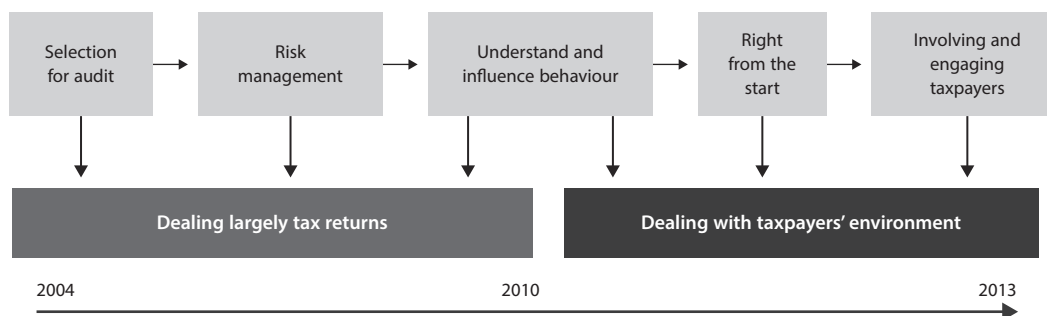 Selection
for audit
Risk
management
Understand and
influence behaviour
Right
from the
start
Involving and
engaging
taxpayers
Dealing largely tax returns
Dealing with taxpayers’ environment
2004
2010
2013